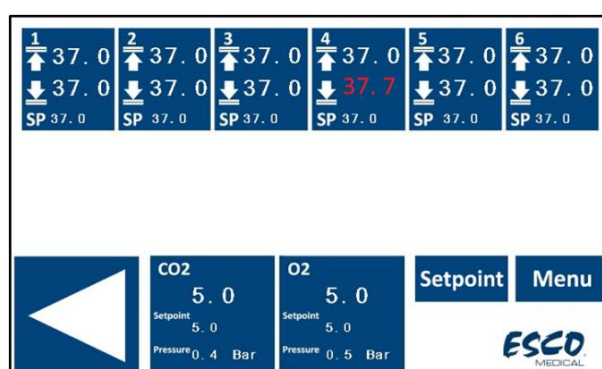 1 2 3 4 5 6
37.0 37.0 37.0 37.0 37.0 37.0
37.0 37.0 37.0 37.7 37.0 37.0
SP 37.0 SP 37.0 SP 37.0 SP 37.0 SP 37.0 SP 37.0
CO2
5.0
Setpoint
5.0
Pressure 0.4 Bar
O2
5.0
Setpoint
5.0
Pressure 0.5 Bar
Setpoint
Menu
ESCO
MEDICAL